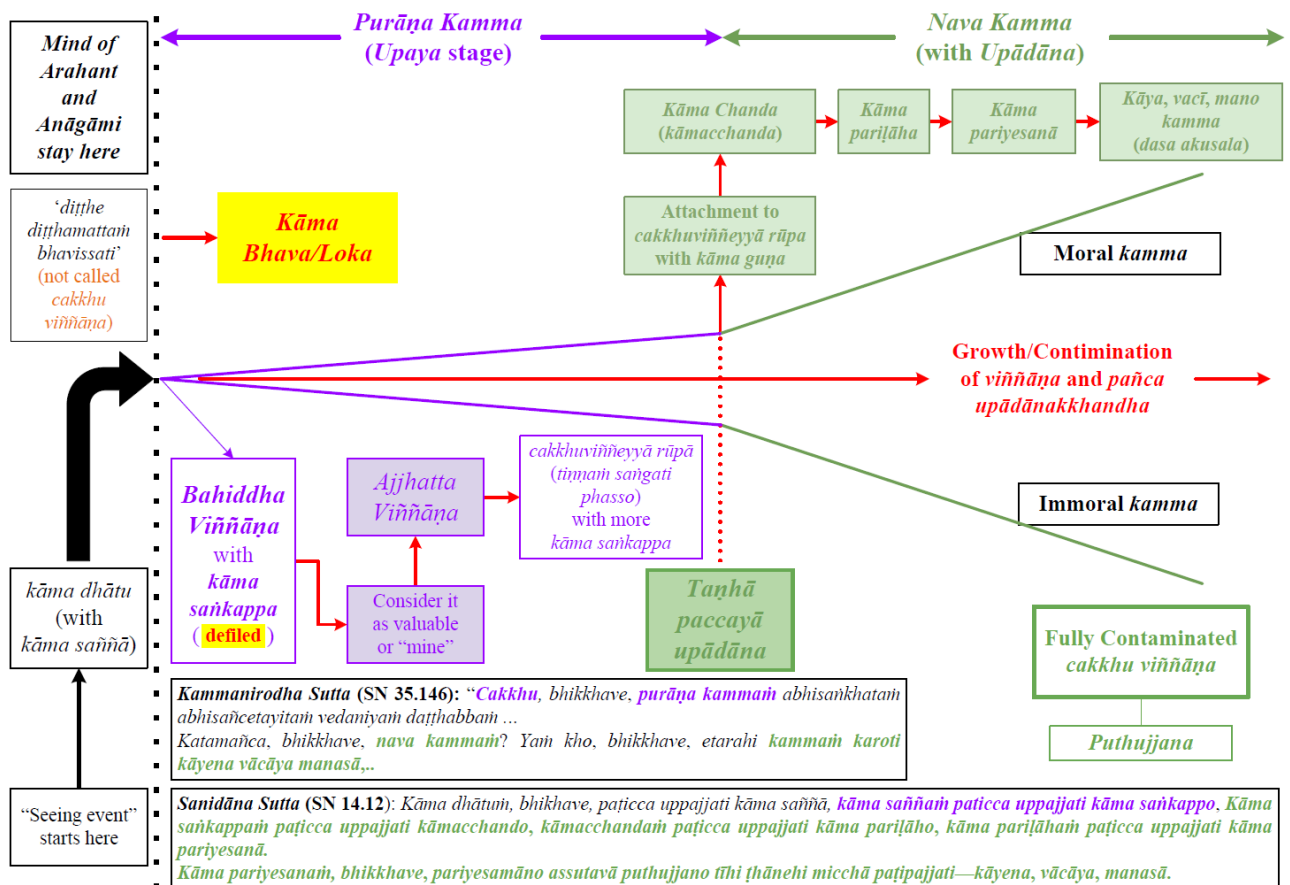 Mind of
Arahant
and
Anāgāmi
stay here
Purāṇa Kamma
(Upaya stage)
Nava Kamma
(with Upādāna)
Kāma Chanda
(kāmacchanda)
Kāma
pariḷāha
Kāma
pariyesanā
Kāya, vacī, mano
kamma
(dasa akusala)
‘diṭṭhe
diṭṭhamattaṁ
bhavissati’
(not called
cakkhu
viññāṇa)
Kāma
Bhava/Loka
Attachment to
cakkhuviññeyyā rūpa
with kāma guṇa
Moral kamma
Growth/Contimination
of viññāṇa and pañca
upādānakkhandha
Bahiddha
Viññāṇa
with
kāma
saṅkappa
( defiled )
Ajjhatta
Viññāṇa
Consider it
as valuable
or “mine”
cakkhuviññeyyā rūpā
(tiṇṇaṁ saṅgati
phasso)
with more
kāma saṅkappa
Taṇhā
paccayā
upādāna
Immoral kamma
Fully Contaminated
cakkhu viññāṇa
Puthujjana
kāma dhātu
(with
kāma saññā)
“Seeing event”
starts here
Kammanirodha Sutta (SN 35.146): “Cakkhu, bhikkhave, purāṇa kammaṁ abhisaṅkhataṁ
abhisañcetayitaṁ vedaniyaṁ daṭṭhabbaṁ ...
Katamañca, bhikkhave, nava kammaṁ? Yaṁ kho, bhikkhave, etarahi kammaṁ karoti
kāyena vācāya manasā,..
Sanidāna Sutta (SN 14.12): Kāma dhātuṁ, bhikhave, paṭicca uppajjati kāma saññā, kāma saññaṁ paticca uppajjati kāma saṅkappo, Kāma
saṅkappaṁ paṭicca uppajjati kāmacchando, kāmacchandaṁ paṭicca uppajjati kāma pariḷāho, kāma pariḷāhaṁ paṭicca uppajjati kāma
pariyesanā.
Kāma pariyesanaṁ, bhikkhave, pariyesamāno assutavā puthujjano tīhi ṭhānehi micchā paṭipajjati—kāyena, vācāya, manasā.